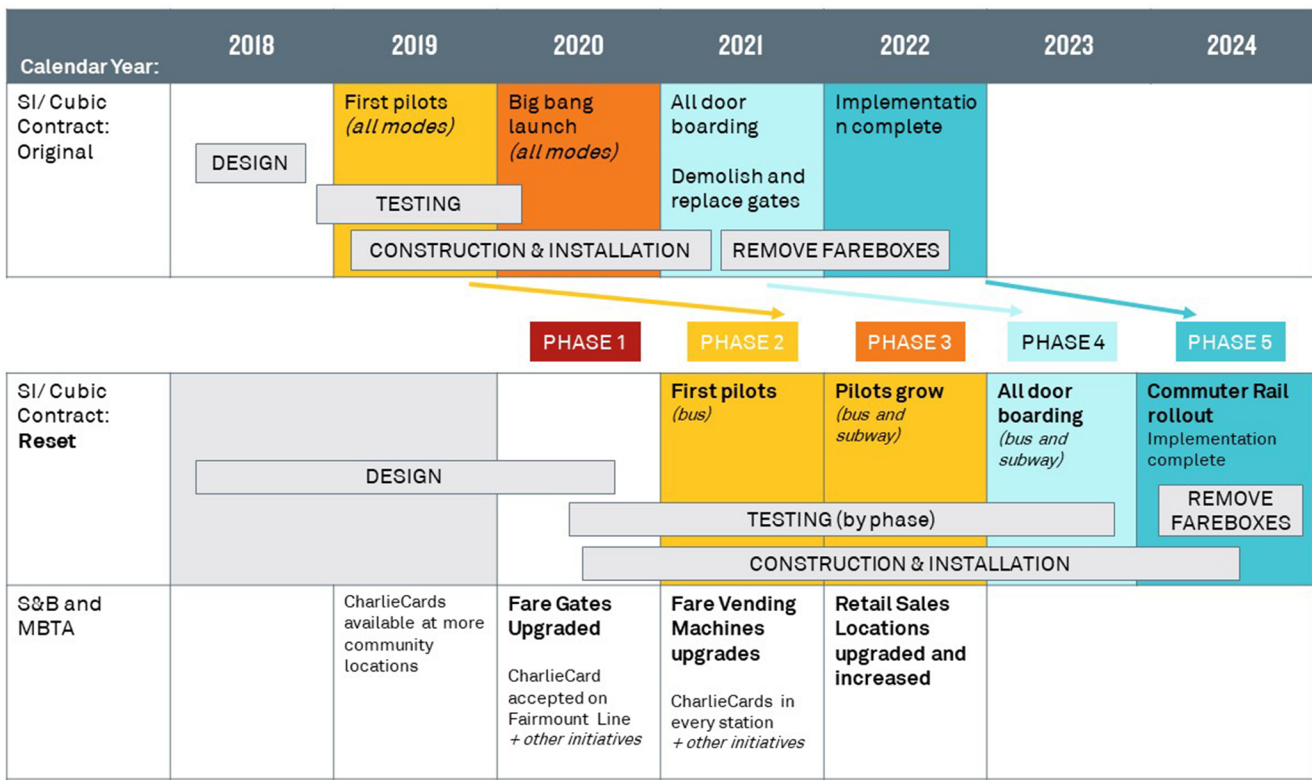 Calendar Year:
2018
2019
2020
2021
2022
2023
2024
SI/ Cubic
Contract:
Original
First pilots
(all modes)
Big bang
launch
(all modes)
All door
boarding
Demolish and
replace gates
Implementatio
n complete
DESIGN
TESTING
CONSTRUCTION & INSTALLATION
REMOVE FAREBOXES
PHASE 1
PHASE 2
PHASE 3
PHASE 4
PHASE 5
SI/ Cubic
Contract:
Reset
First pilots
(bus)
Pilots grow
(bus and
subway)
All door
boarding
(bus and
subway)
Commuter Rail
rollout
Implementation
complete
DESIGN
TESTING (by phase)
REMOVE
FAREBOXES
CONSTRUCTION & INSTALLATION
S&B and
MBTA
CharlieCards
available at more
community
locations
Fare Gates
Upgraded
CharlieCard
accepted on
Fairmount Line
+ other initiatives
Fare Vending
Machines
upgrades
CharlieCards in
every station
+ other initiatives
Retail Sales
Locations
upgraded and
increased